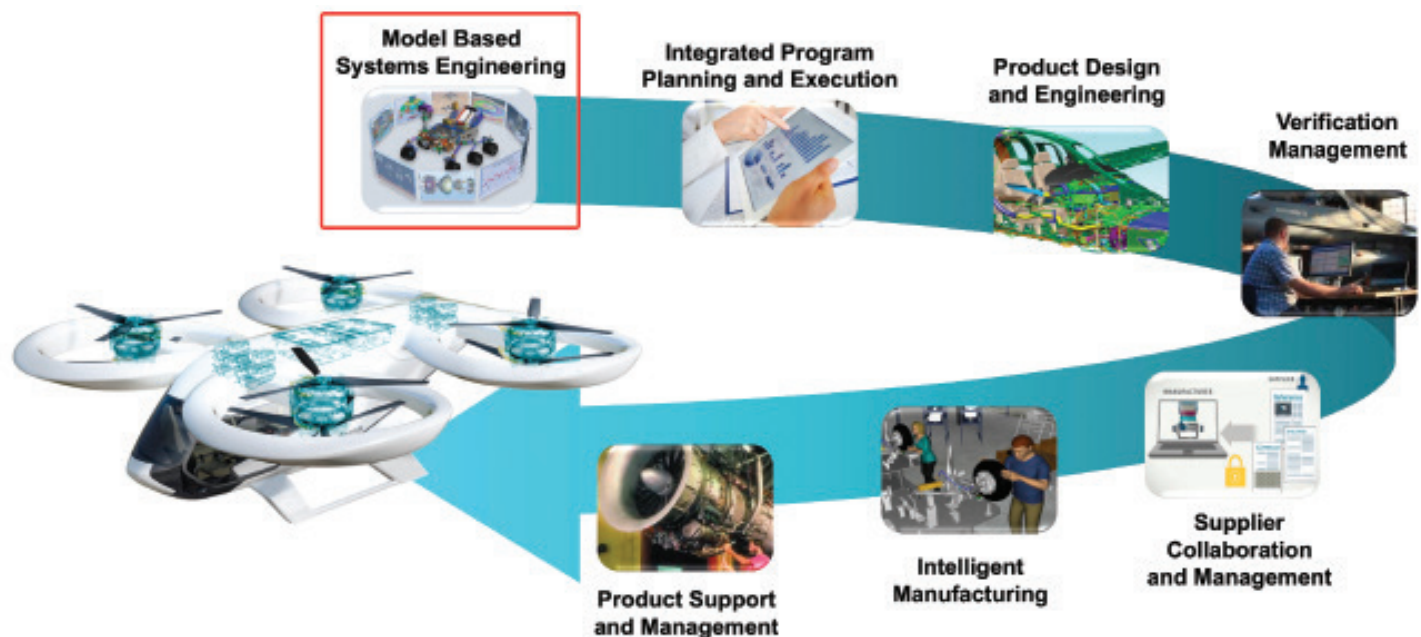 Model Based
Systems Engineering
Integrated Program
Planning and Execution
Product Design
and Engineering
Verification
Management
MANUFACTURER
Supplier
Collaboration
and Management
Intelligent
Manufacturing
Product Support
and Management